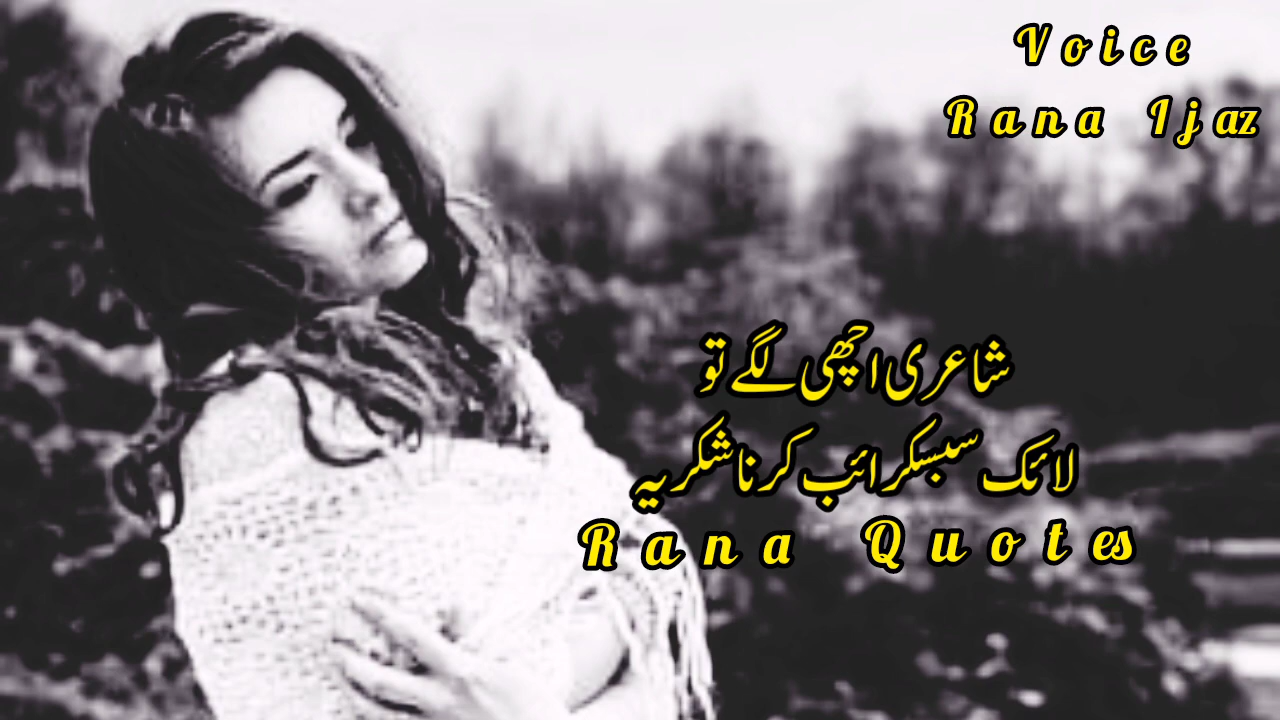 Voice
Rana Ijaz
شاعری اچھی لگے تو
لائک سبسکرائب کرنا شکریہ
Rana Quotes